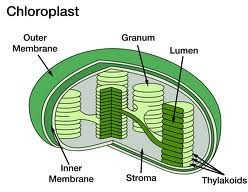 Chloroplast
Outer
Membrane
Granum
Lumen
Inner
Membrane
Stroma
Thylakoids